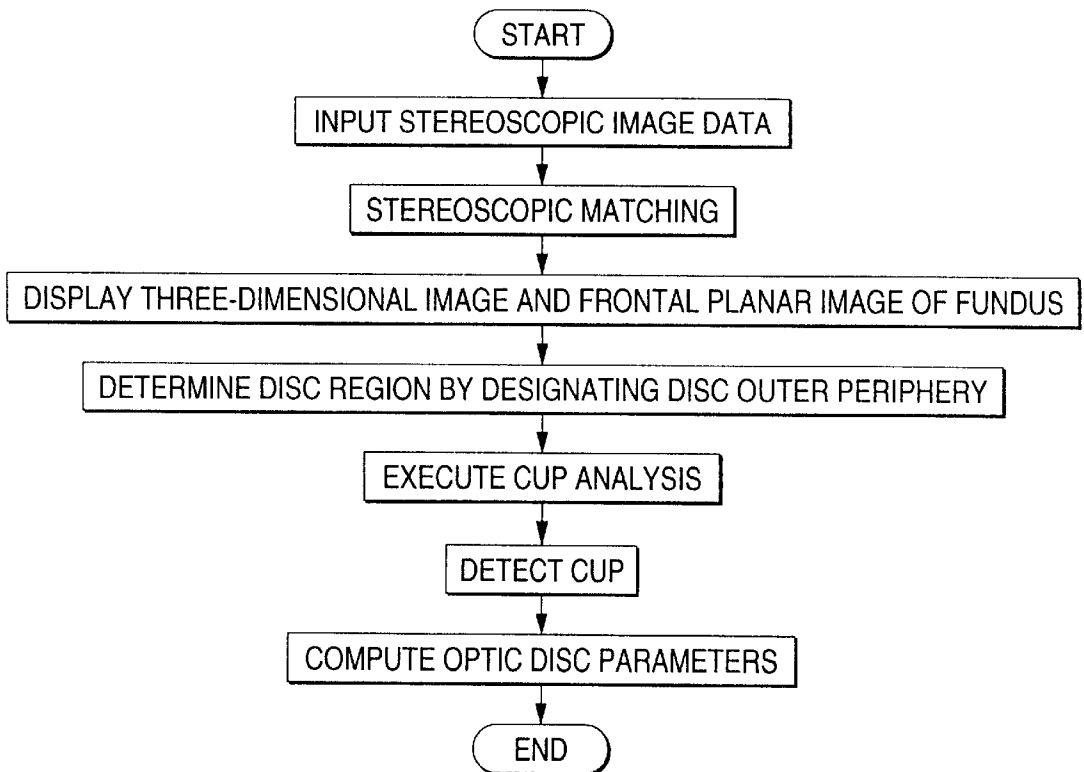 START
INPUT STEREOSCOPIC IMAGE DATA
STEREOSCOPIC MATCHING
DISPLAY THREE-DIMENSIONAL IMAGE AND FRONTAL PLANAR IMAGE OF FUNDUS
DETERMINE DISC REGION BY DESIGNATING DISC OUTER PERIPHERY
EXECUTE CUP ANALYSIS
DETECT CUP
COMPUTE OPTIC DISC PARAMETERS
END